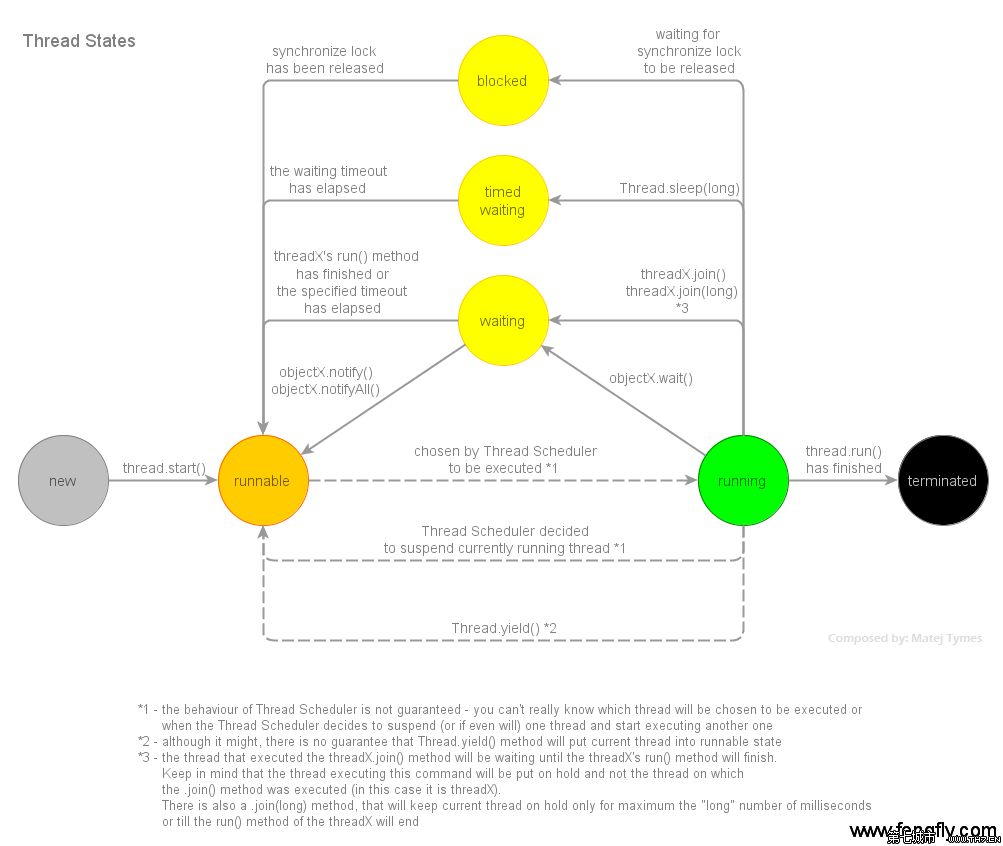 Thread States
synchronize lock
has been released
blocked
waiting for
synchronize lock
to be released
the waiting timeout
has elapsed
timed
waiting
Thread.sleep(long)
threadX's run() method
has finished or
the specified timeout
has elapsed
waiting
threadX.join()
threadX.join(long)
*3
objectX.notify()
objectX.notifyAll()
objectX.wait()
new
thread.start()
runnable
chosen by Thread Scheduler
to be executed *1
running
thread.run()
has finished
terminated
Thread Scheduler decided
to suspend currently running thread *1
Thread.yield() *2
Composed by: Matej Tymes
*1 - the behaviour of Thread Scheduler is not guaranteed - you can't really know which thread will be chosen to be executed or
when the Thread Scheduler decides to suspend (or if even will) one thread and start executing another one
*2 - although it might, there is no guarantee that Thread.yield() method will put current thread into runnable state
*3 - the thread that executed the threadX.join() method will be waiting until the threadX's run() method will finish.
Keep in mind that the thread executing this command will be put on hold and not the thread on which
the .join() method was executed (in this case it is threadX).
There is also a .join(long) method, that will keep current thread on hold only for maximum the "long" number of milliseconds
or till the run() method of the threadX will end
www.fengfly.com
第七城市